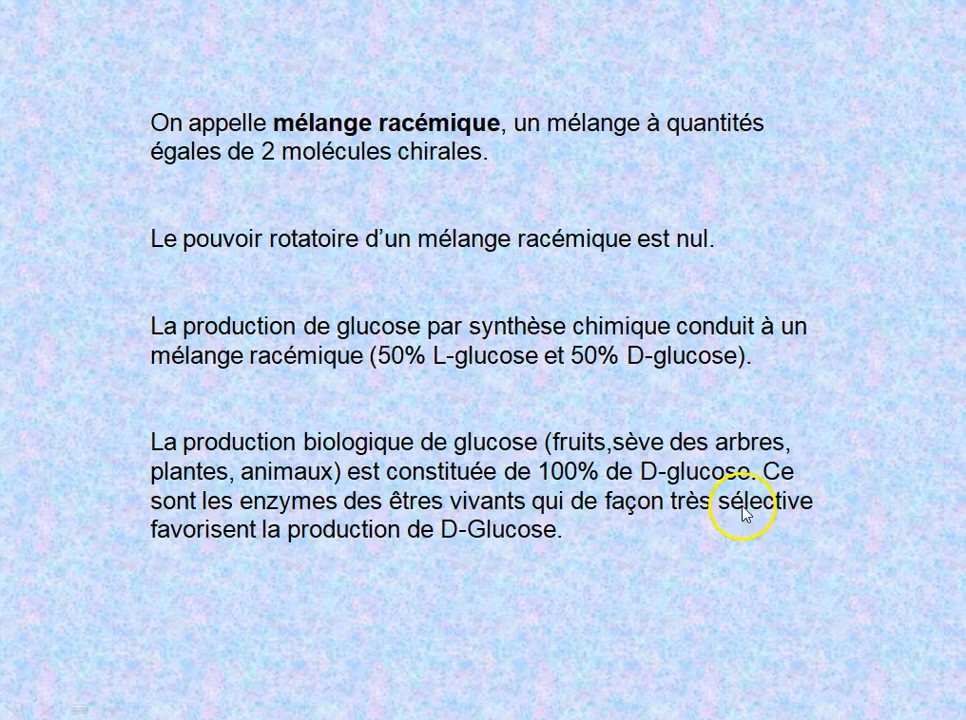 On appelle mélange racémique, un mélange à quantités
égales de 2 molécules chirales.
Le pouvoir rotatoire d’un mélange racémique est nul.
La production de glucose par synthèse chimique conduit à un
mélange racémique (50% L-glucose et 50% D-glucose).
La production biologique de glucose (fruits,sève des arbres,
plantes, animaux) est constituée de 100% de D-glucose. Ce
sont les enzymes des êtres vivants qui de façon très sélective
favorisent la production de D-Glucose.